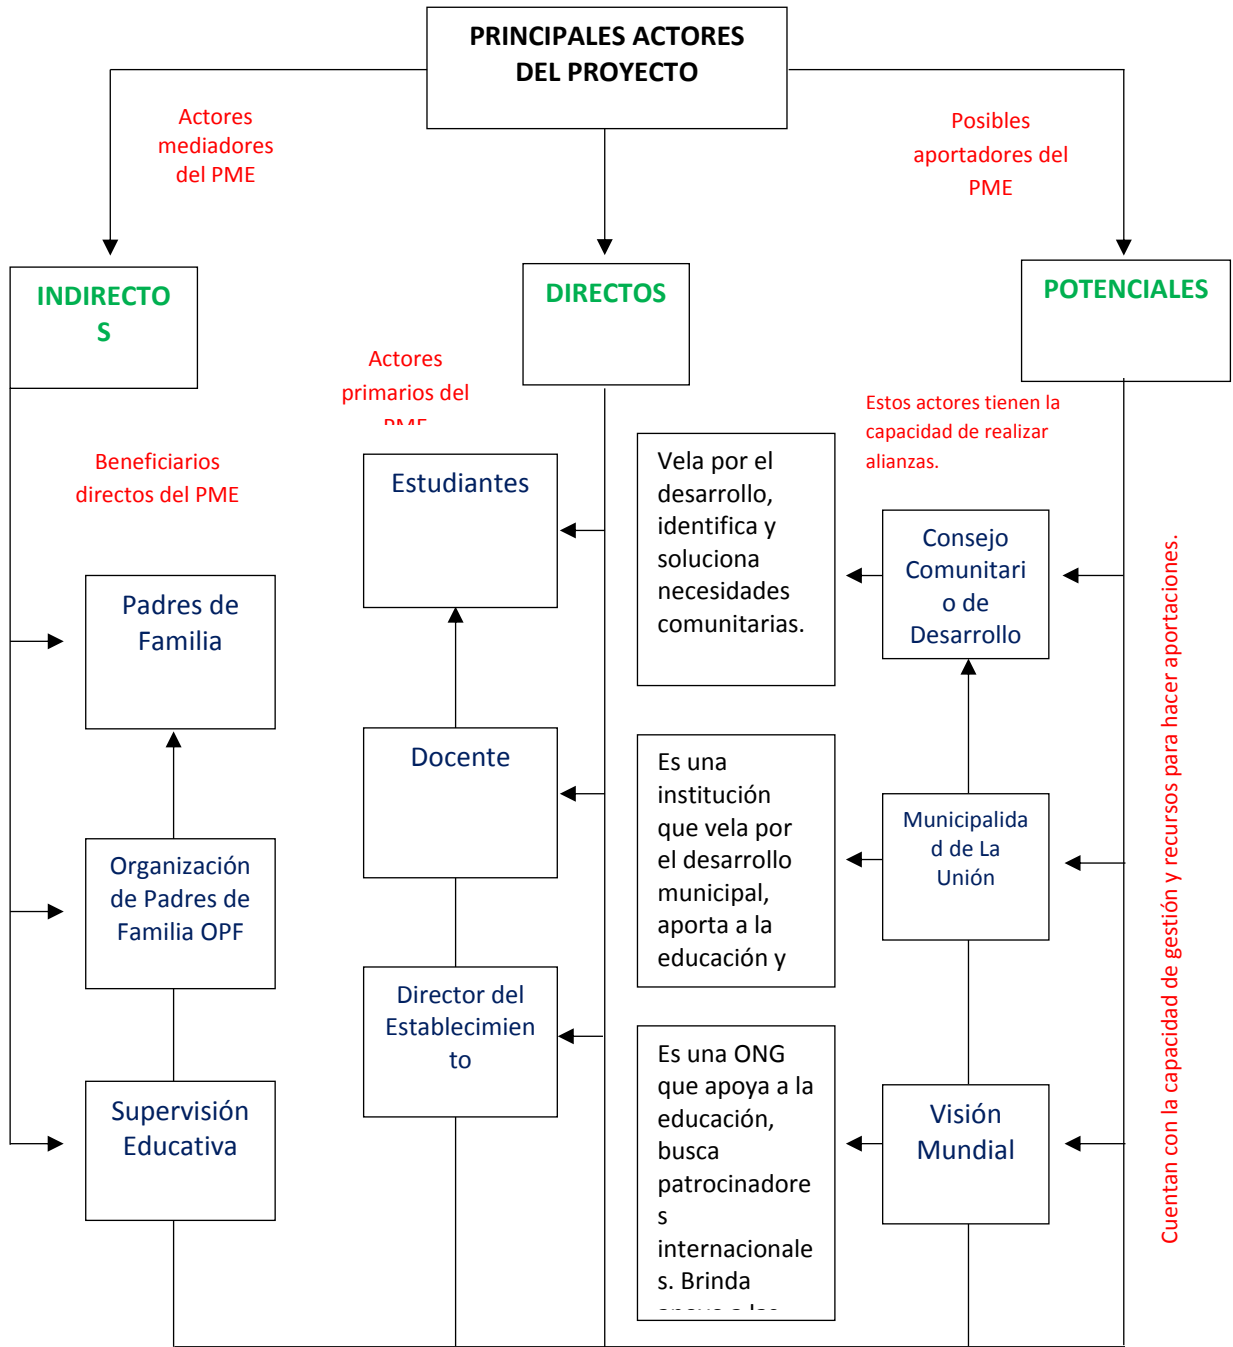 PRINCIPALES ACTORES
DEL PROYECTO
Actores
mediadores
del PME
Posibles
aportadores del
PME
INDIRECTO
S
DIRECTOS
POTENCIALES
Actores
primarios del
PME
Estos actores tienen la
capacidad de realizar
alianzas.
Beneficiarios
directos del PME
Estudiantes
Vela por el
desarrollo,
identifica y
soluciona
necesidades
comunitarias.
Consejo
Comunitari
o de
Desarrollo
Padres de
Familia
Docente
Es una
institución
que vela por
el desarrollo
municipal,
aporta a la
educación y
Municipalida
d de La
Unión
Organización
de Padres de
Familia OPF
Director del
Establecimien
to
Es una ONG
que apoya a la
educación,
busca
patrocinadore
s
internacionale
s. Brinda
Visión
Mundial
Supervisión
Educativa
Cuentan con la capacidad de gestión y recursos para hacer aportaciones.